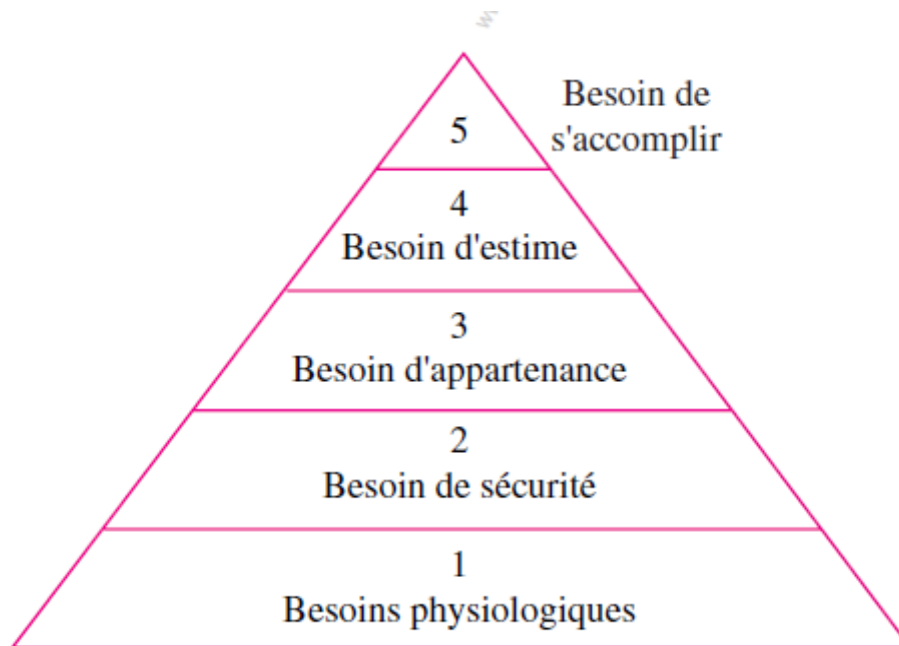 Besoin de
s'accomplir
5
4
Besoin d'estime
3
Besoin d'appartenance
2
Besoin de sécurité
1
Besoins physiologiques